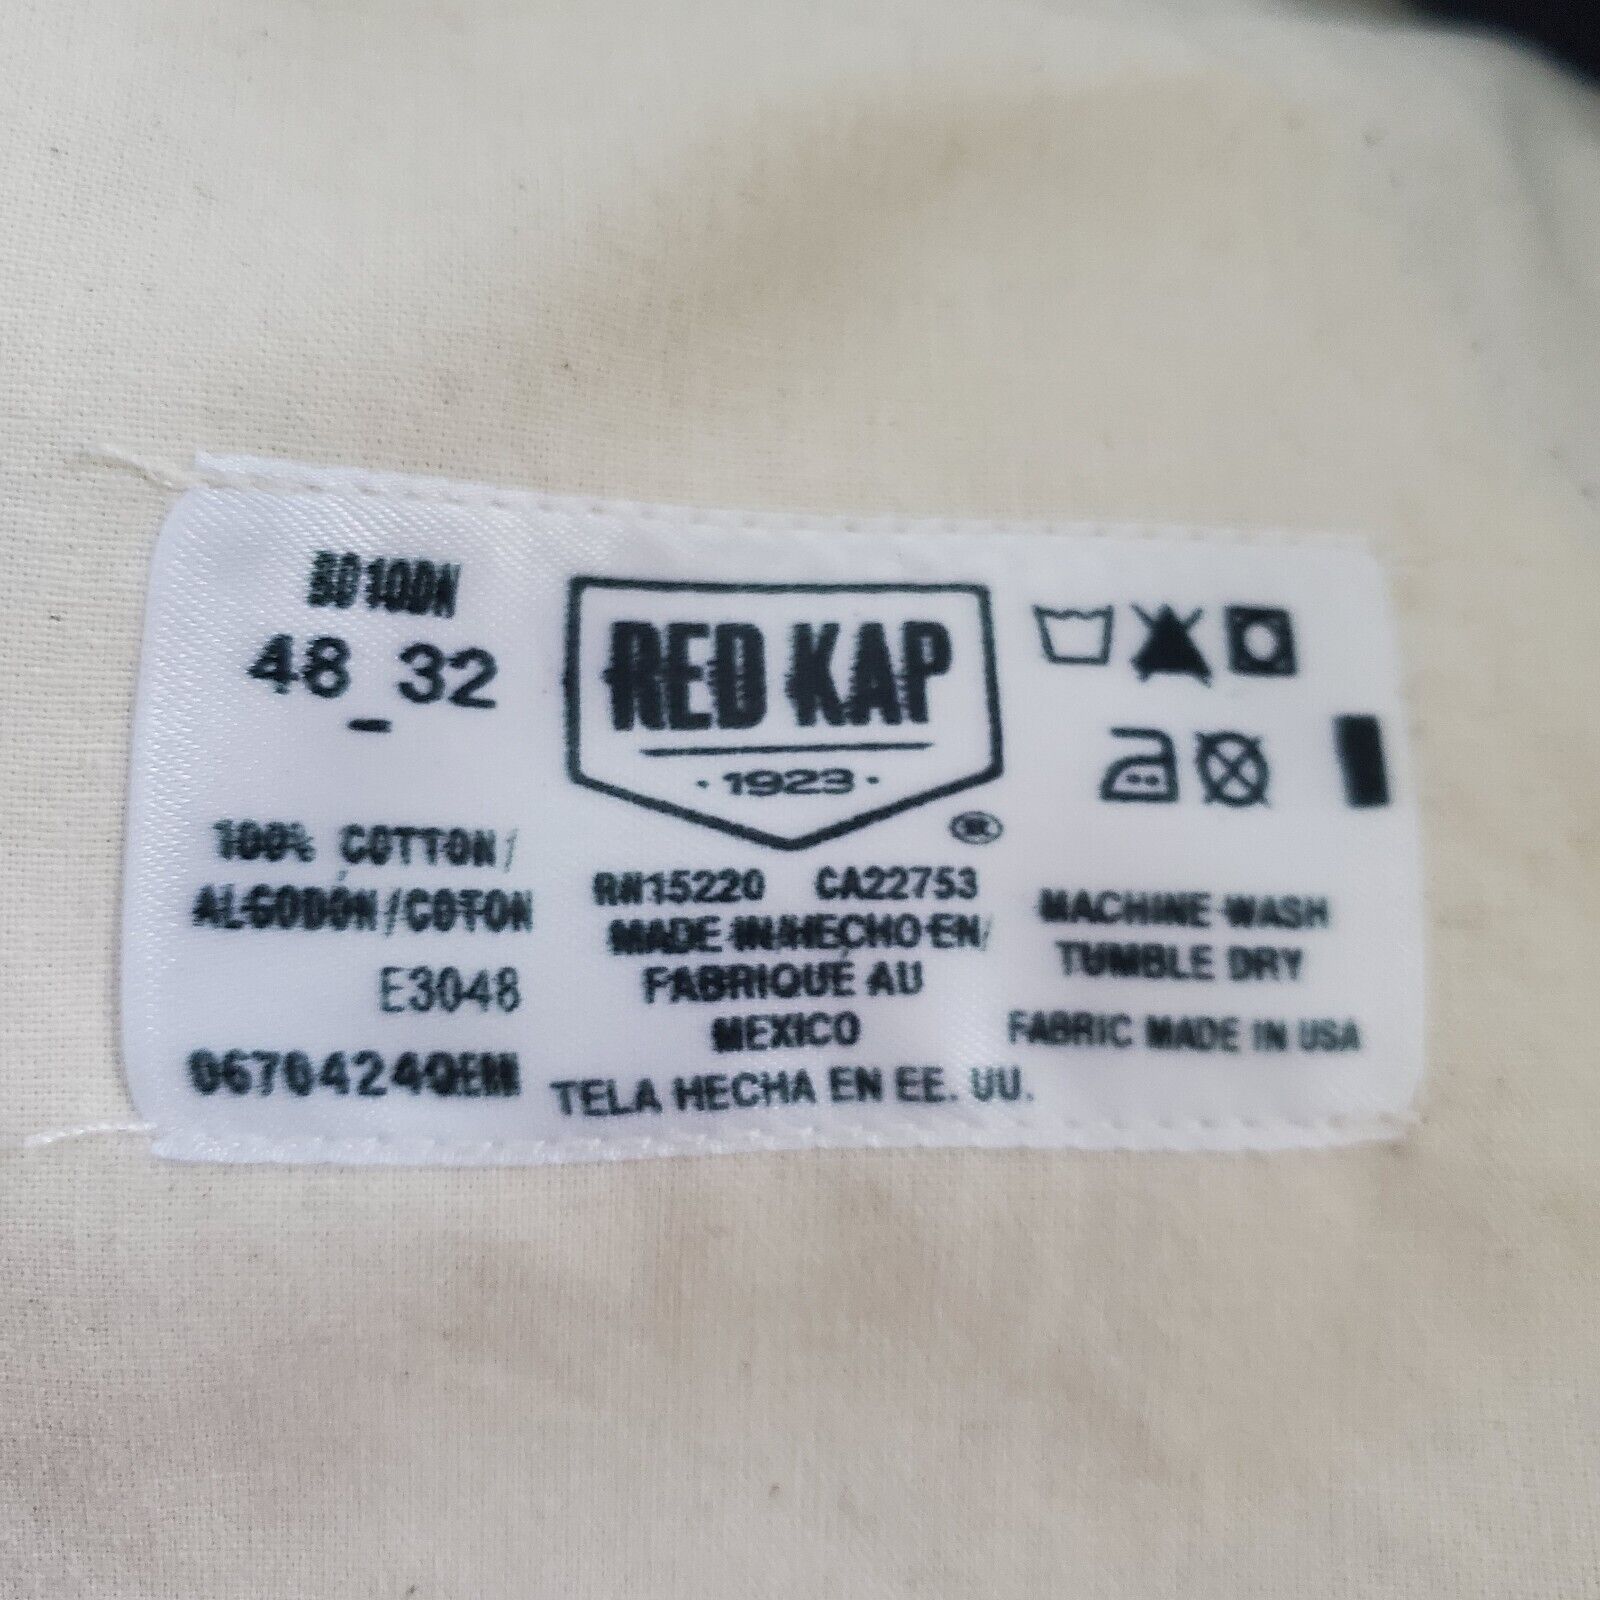 48_32
100% COTTON/
ALGODÓN/COTON
E3048
RED KAP
·1923·
®
RN15220 CA22753
MADE IN/HECHO EN/
FABRIQUÉ AU
MEXICO
TELA HECHA EN EE. UU.
MACHINE WASH
TUMBLE DRY
FABRIC MADE IN USA